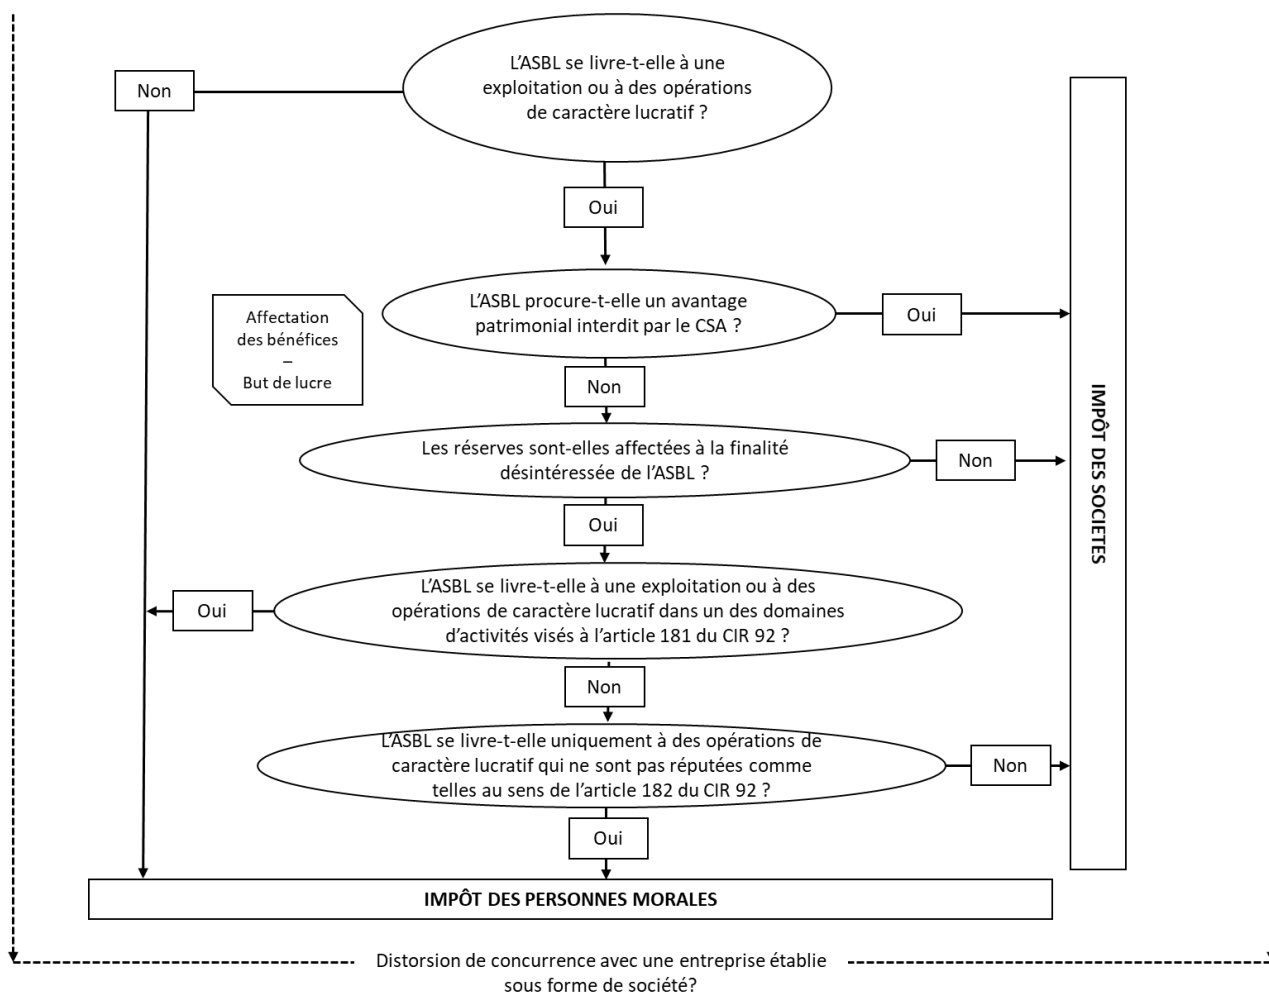 L'ASBL se livre-t-elle à une
exploitation ou à des opérations
de caractère lucratif ?
Non
Oui
L'ASBL procure-t-elle un avantage
patrimonial interdit par le CSA ?
Oui
Affectation
des bénéfices
–
But de lucre
Non
Les réserves sont-elles affectées à la finalité
désintéressée de l'ASBL ?
Non
Oui
L'ASBL se livre-t-elle à une exploitation ou à des
opérations de caractère lucratif dans un des domaines
d'activités visés à l'article 181 du CIR 92 ?
Oui
Non
L'ASBL se livre-t-elle uniquement à des opérations de
caractère lucratif qui ne sont pas réputées comme
telles au sens de l'article 182 du CIR 92 ?
Non
Oui
IMPÔT DES SOCIETES
IMPÔT DES PERSONNES MORALES
Distorsion de concurrence avec une entreprise établie
sous forme de société?